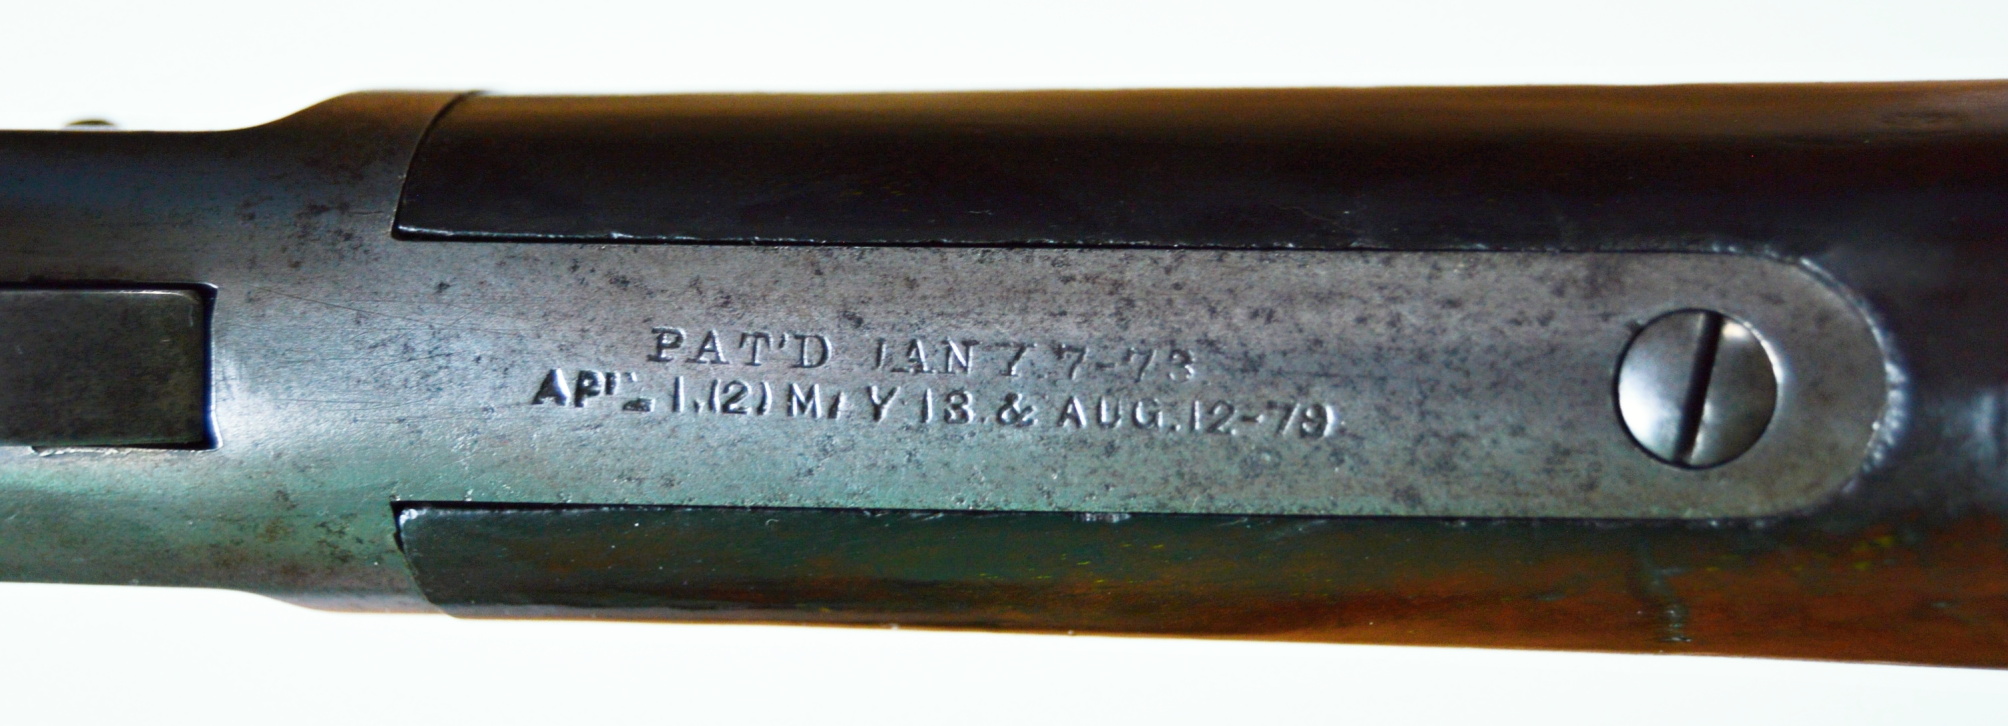 PAT'D JAN 7 7-73
APL 1.(2) MAY 13. & AUG.12-79